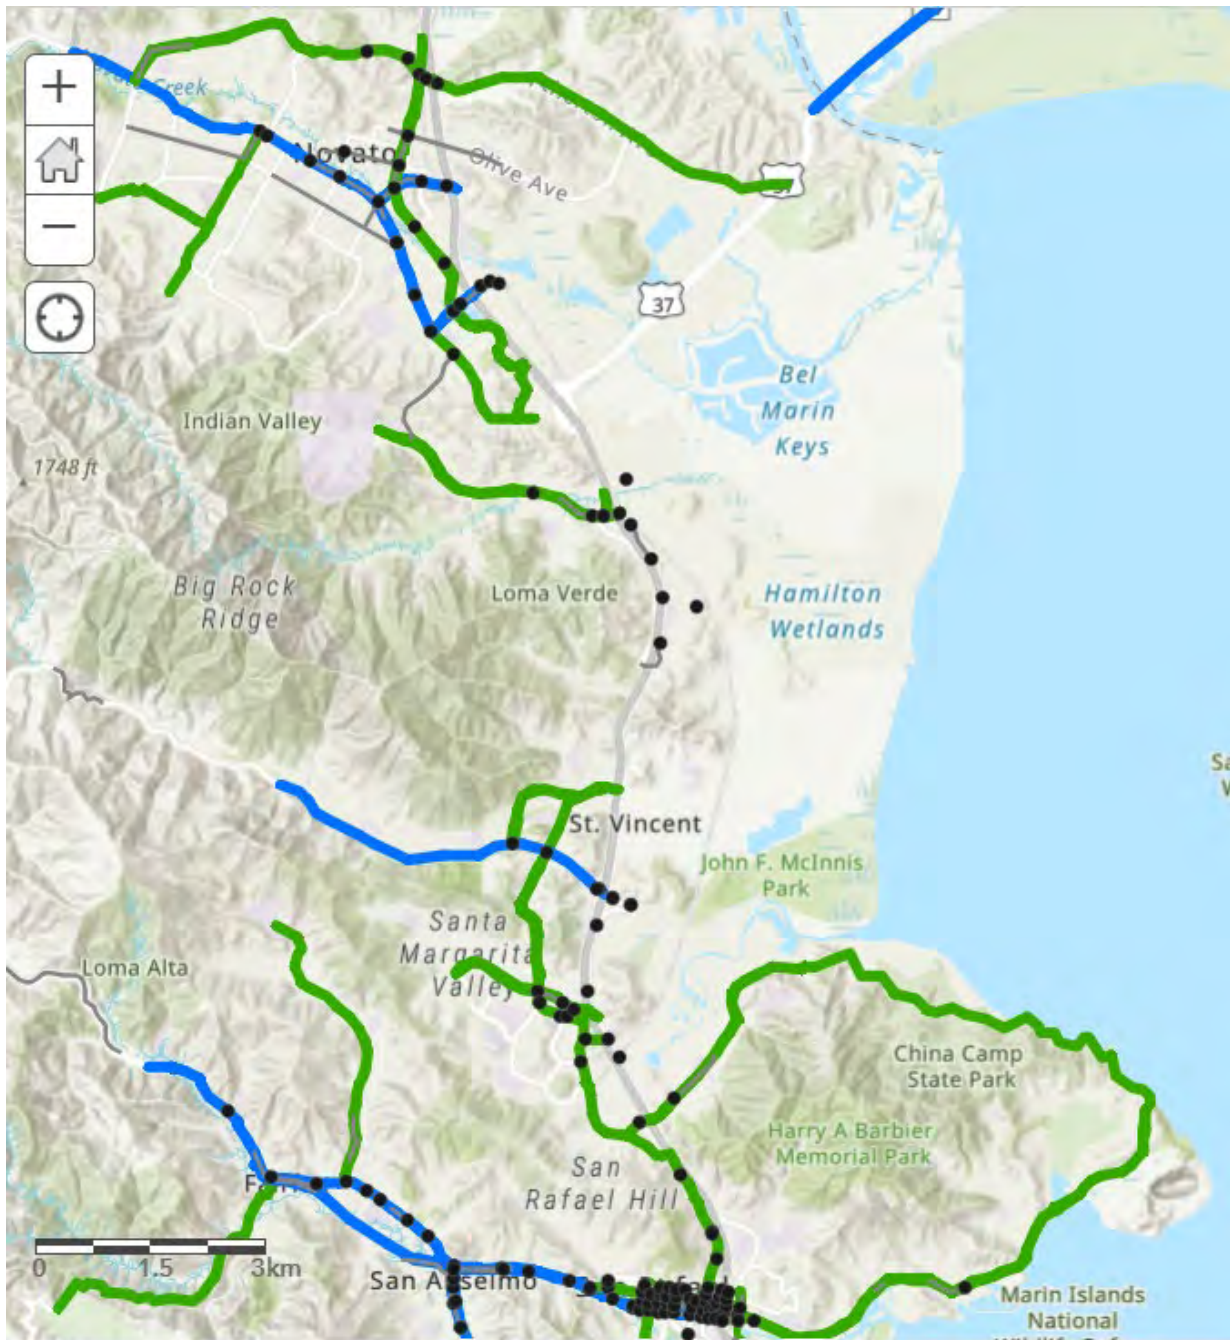 Creek
+
Novato
Olive Ave
37
−
37
Bel
Marin
Keys
Indian Valley
1748 ft
Big Rock
Ridge
Loma Verde
Hamilton
Wetlands
St. Vincent
John F. McInnis
Park
Santa
Margarita
Valley
Loma Alta
China Camp
State Park
Harry A Barbier
Memorial Park
San
Rafael Hill
0 1.5 3km
San Anselmo
Marin Islands
National